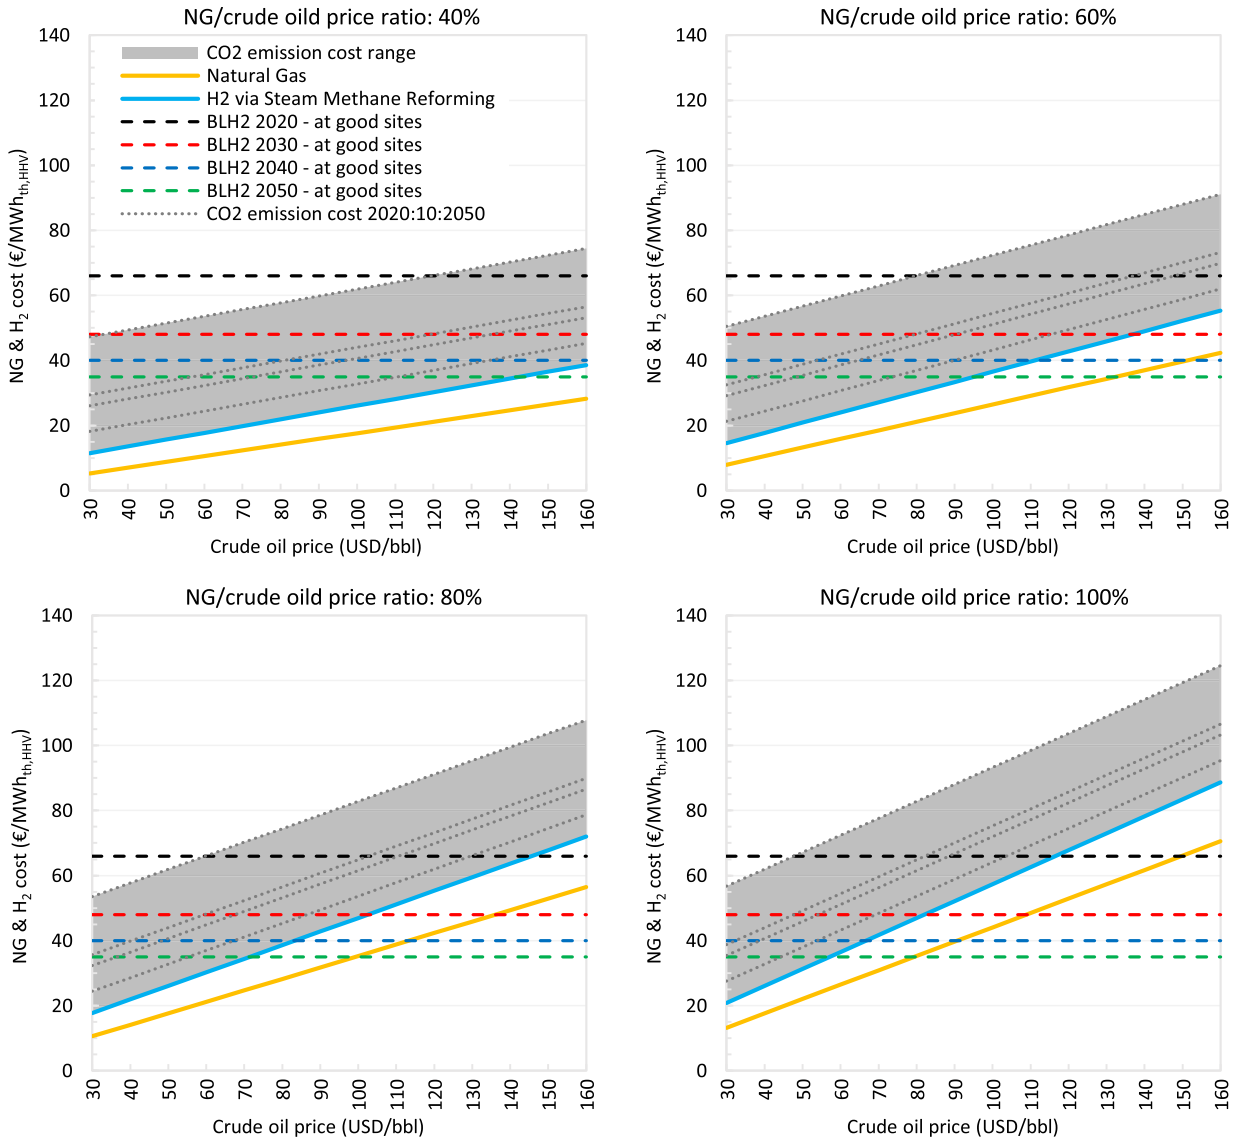 NG/crude oild price ratio: 40%
140
120
100
80
60
40
20
0
NG & H2 cost (€/MWhth,HHV)
CO2 emission cost range
Natural Gas
H2 via Steam Methane Reforming
BLH2 2020 - at good sites
BLH2 2030 - at good sites
BLH2 2040 - at good sites
BLH2 2050 - at good sites
CO2 emission cost 2020:10:2050
30 40 50 60 70 80 90 100 110 120 130 140 150 160
Crude oil price (USD/bbl)
NG/crude oild price ratio: 60%
140
120
100
80
60
40
20
0
NG & H2 cost (€/MWhth,HHV)
30 40 50 60 70 80 90 100 110 120 130 140 150 160
Crude oil price (USD/bbl)
NG/crude oild price ratio: 80%
140
120
100
80
60
40
20
0
NG & H2 cost (€/MWhth,HHV)
30 40 50 60 70 80 90 100 110 120 130 140 150 160
Crude oil price (USD/bbl)
NG/crude oild price ratio: 100%
140
120
100
80
60
40
20
0
NG & H2 cost (€/MWhth,HHV)
30 40 50 60 70 80 90 100 110 120 130 140 150 160
Crude oil price (USD/bbl)